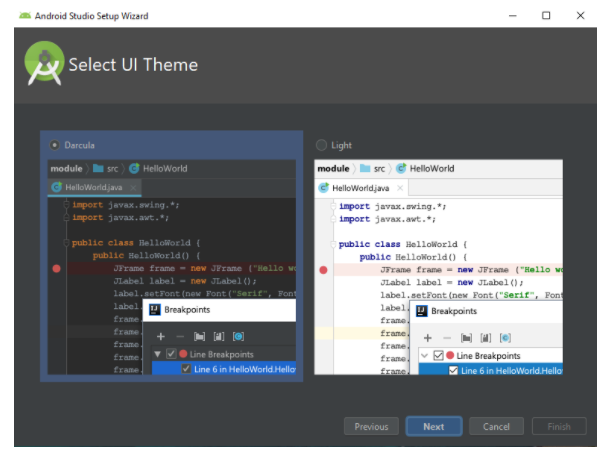 Android Studio Setup Wizard
Select UI Theme
Darcula
module src HelloWorld
HelloWorld.java
import javax.swing.*;
import javax.awt.*;
public class HelloWorld {
public HelloWorld() {
JFrame frame = new JFrame ("Hello wo
JLabel label = new JLabel();
label.setFont(new Font("Serif", Font
label.
frame.
frame.
frame.
frame.
frame.
Breakpoints
Line Breakpoints
Line 6 in HelloWorld.Hello
Light
module src HelloWorld
HelloWorld.java
import javax.swing.*;
import javax.awt.*;
public class HelloWorld {
public HelloWorld() {
JFrame frame = new JFrame ("Hello wo
JLabel label = new JLabel();
label.setFont(new Font("Serif", Font
label.
frame.
frame.
frame.
frame.
frame.
Breakpoints
Line Breakpoints
Line 6 in HelloWorld.Hello
Previous
Next
Cancel
Finish